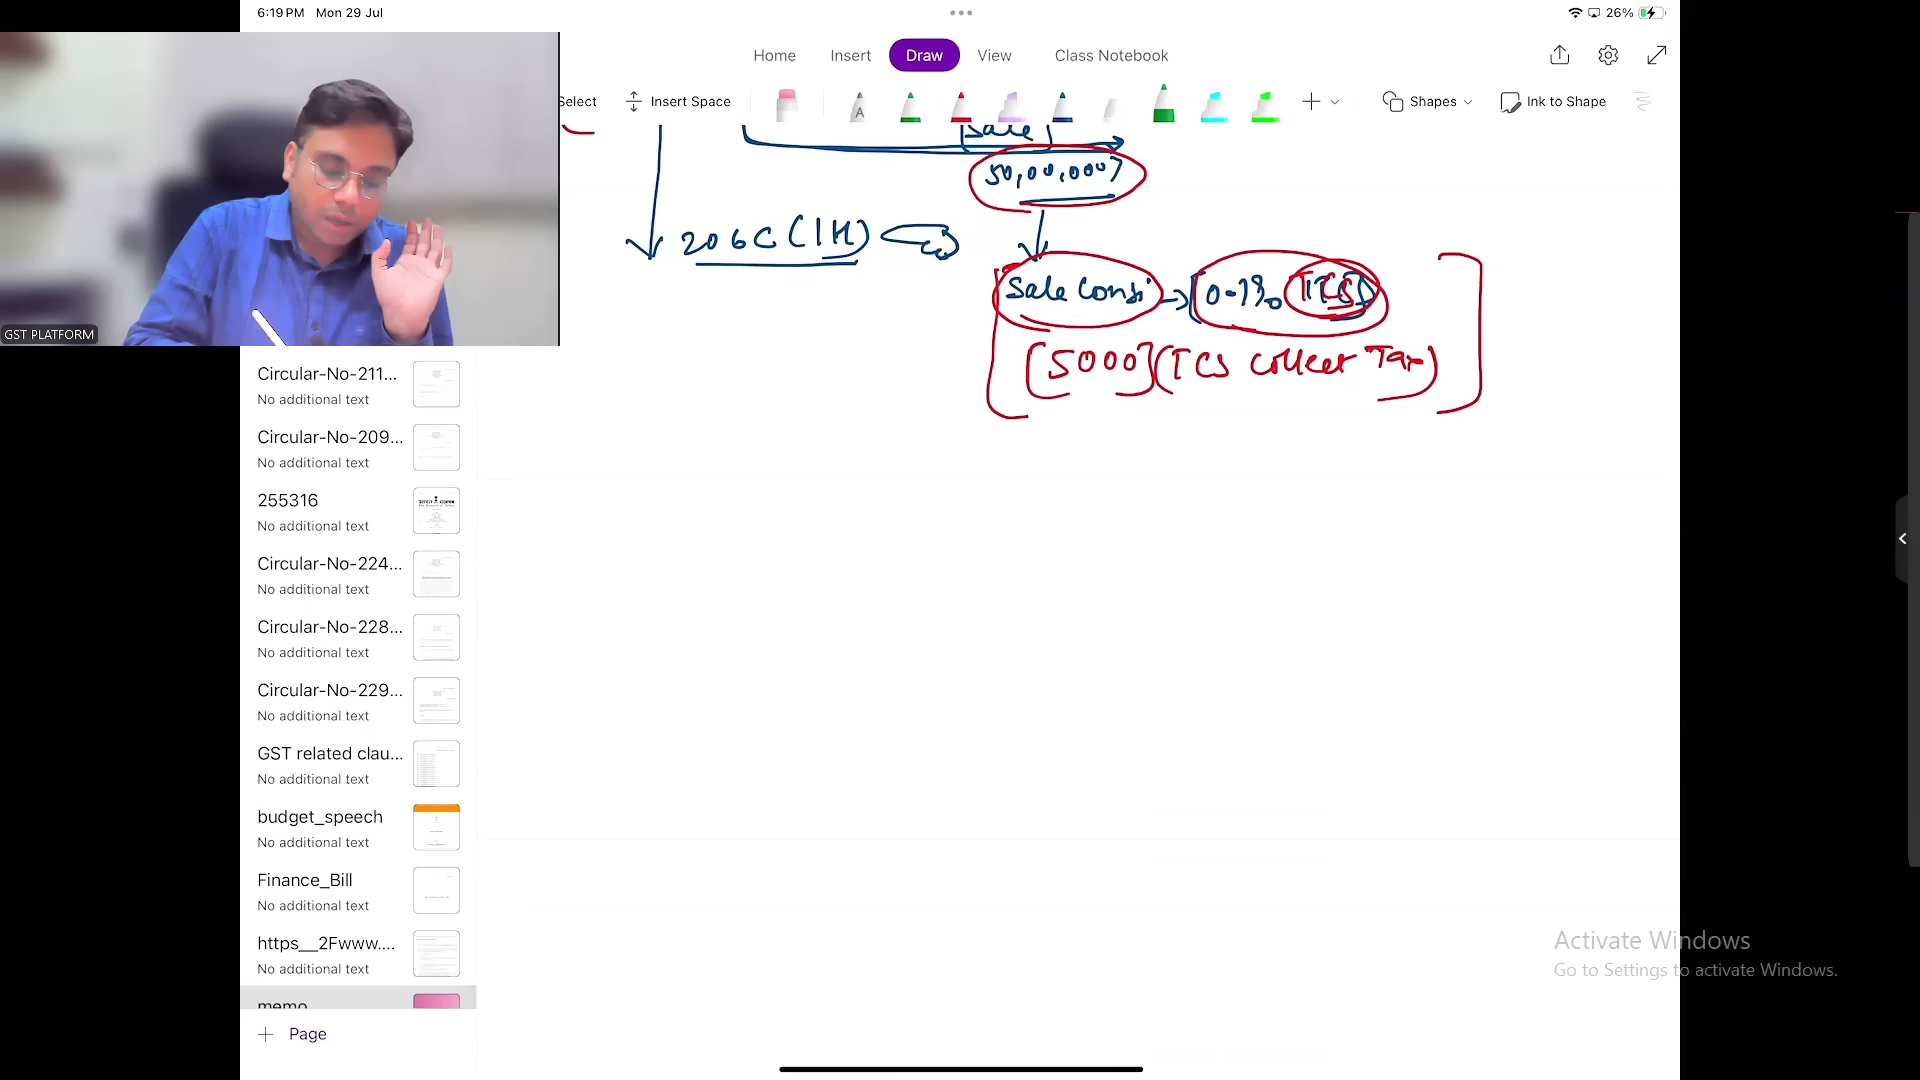 6:19 PM Mon 29 Jul
26%
Home Insert Draw View Class Notebook
Select Insert Space A Shapes Ink to Shape
Sale
50,00,000
206C (1H)
Sale Consi → 0.1% TCS
[5000] (TCS Collect Tax)
GST PLATFORM
Circular-No-211...
No additional text
Circular-No-209...
No additional text
255316
No additional text
Circular-No-224...
No additional text
Circular-No-228...
No additional text
Circular-No-229...
No additional text
GST related clau...
No additional text
budget_speech
No additional text
Finance_Bill
No additional text
https__2Fwww....
No additional text
memo
+ Page
Activate Windows
Go to Settings to activate Windows.